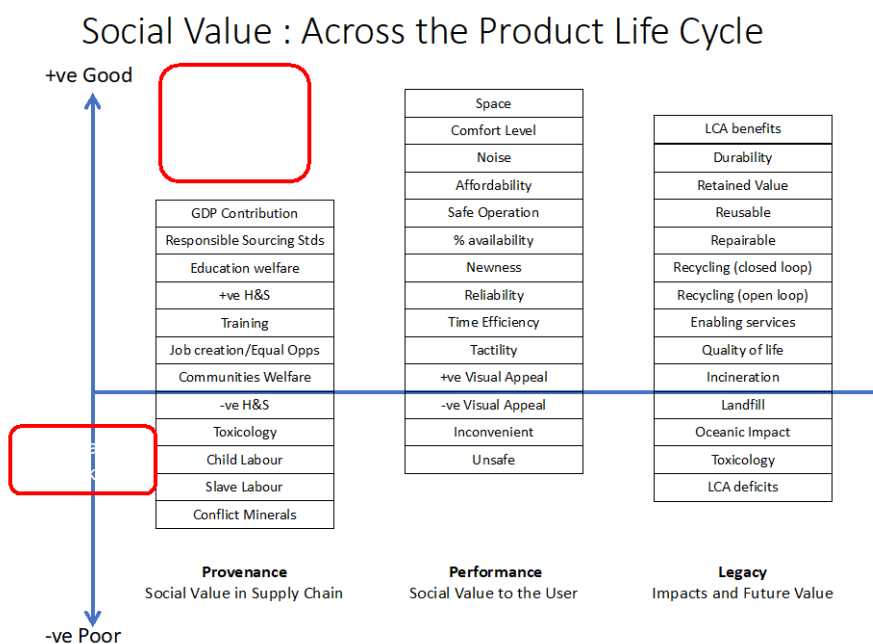 Social Value : Across the Product Life Cycle
+ve Good
Space
Comfort Level
Noise
Affordability
Safe Operation
% availability
Newness
Reliability
Time Efficiency
Tactility
+ve Visual Appeal
-ve Visual Appeal
Inconvenient
Unsafe
LCA benefits
Durability
Retained Value
Reusable
Repairable
Recycling (closed loop)
Recycling (open loop)
Enabling services
Quality of life
Incineration
Landfill
Oceanic Impact
Toxicology
LCA deficits
GDP Contribution
Responsible Sourcing Stds
Education welfare
+ve H&S
Training
Job creation/Equal Opps
Communities Welfare
-ve H&S
Toxicology
Child Labour
Slave Labour
Conflict Minerals
Provenance
Social Value in Supply Chain
Performance
Social Value to the User
Legacy
Impacts and Future Value
-ve Poor